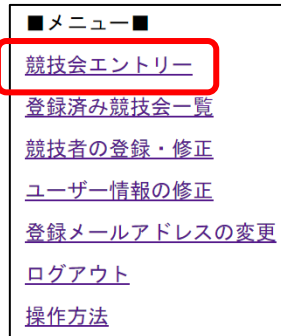 ■メニュー■
競技会エントリー
登録済み競技会一覧
競技者の登録・修正
ユーザー情報の修正
登録メールアドレスの変更
ログアウト
操作方法